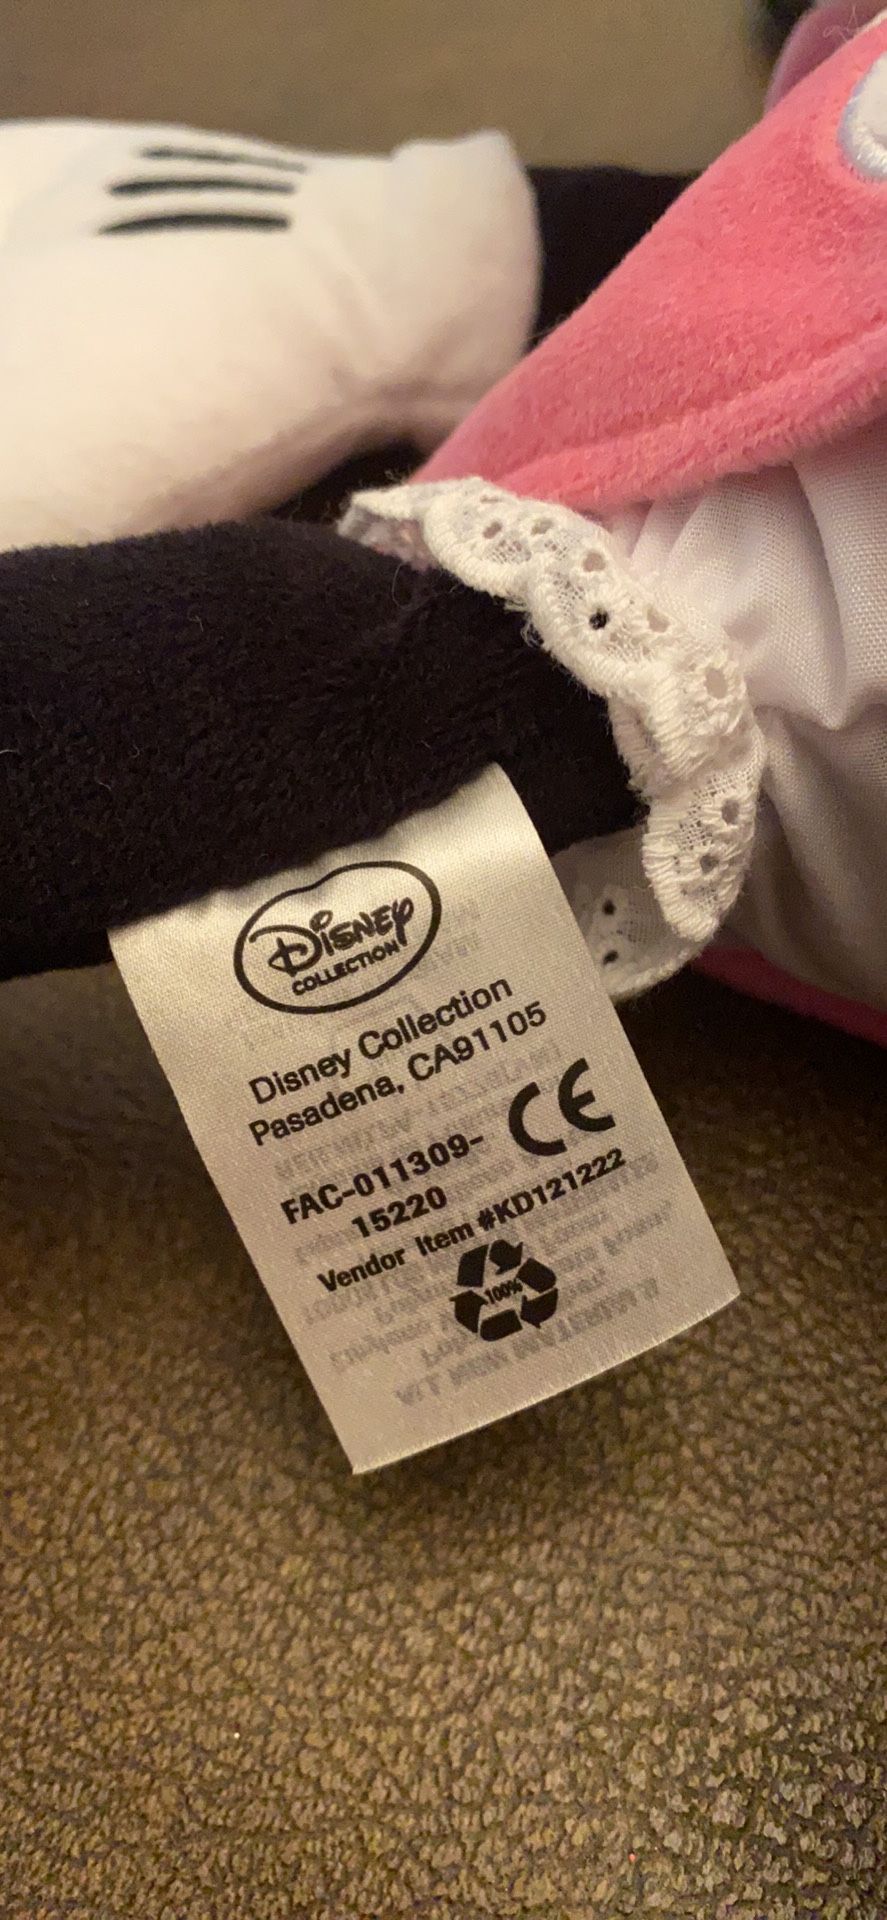 Disney
COLLECTION
Disney Collection
Pasadena, CA91105
CE
FAC-011309-
15220
Vendor Item #KD121222
100%